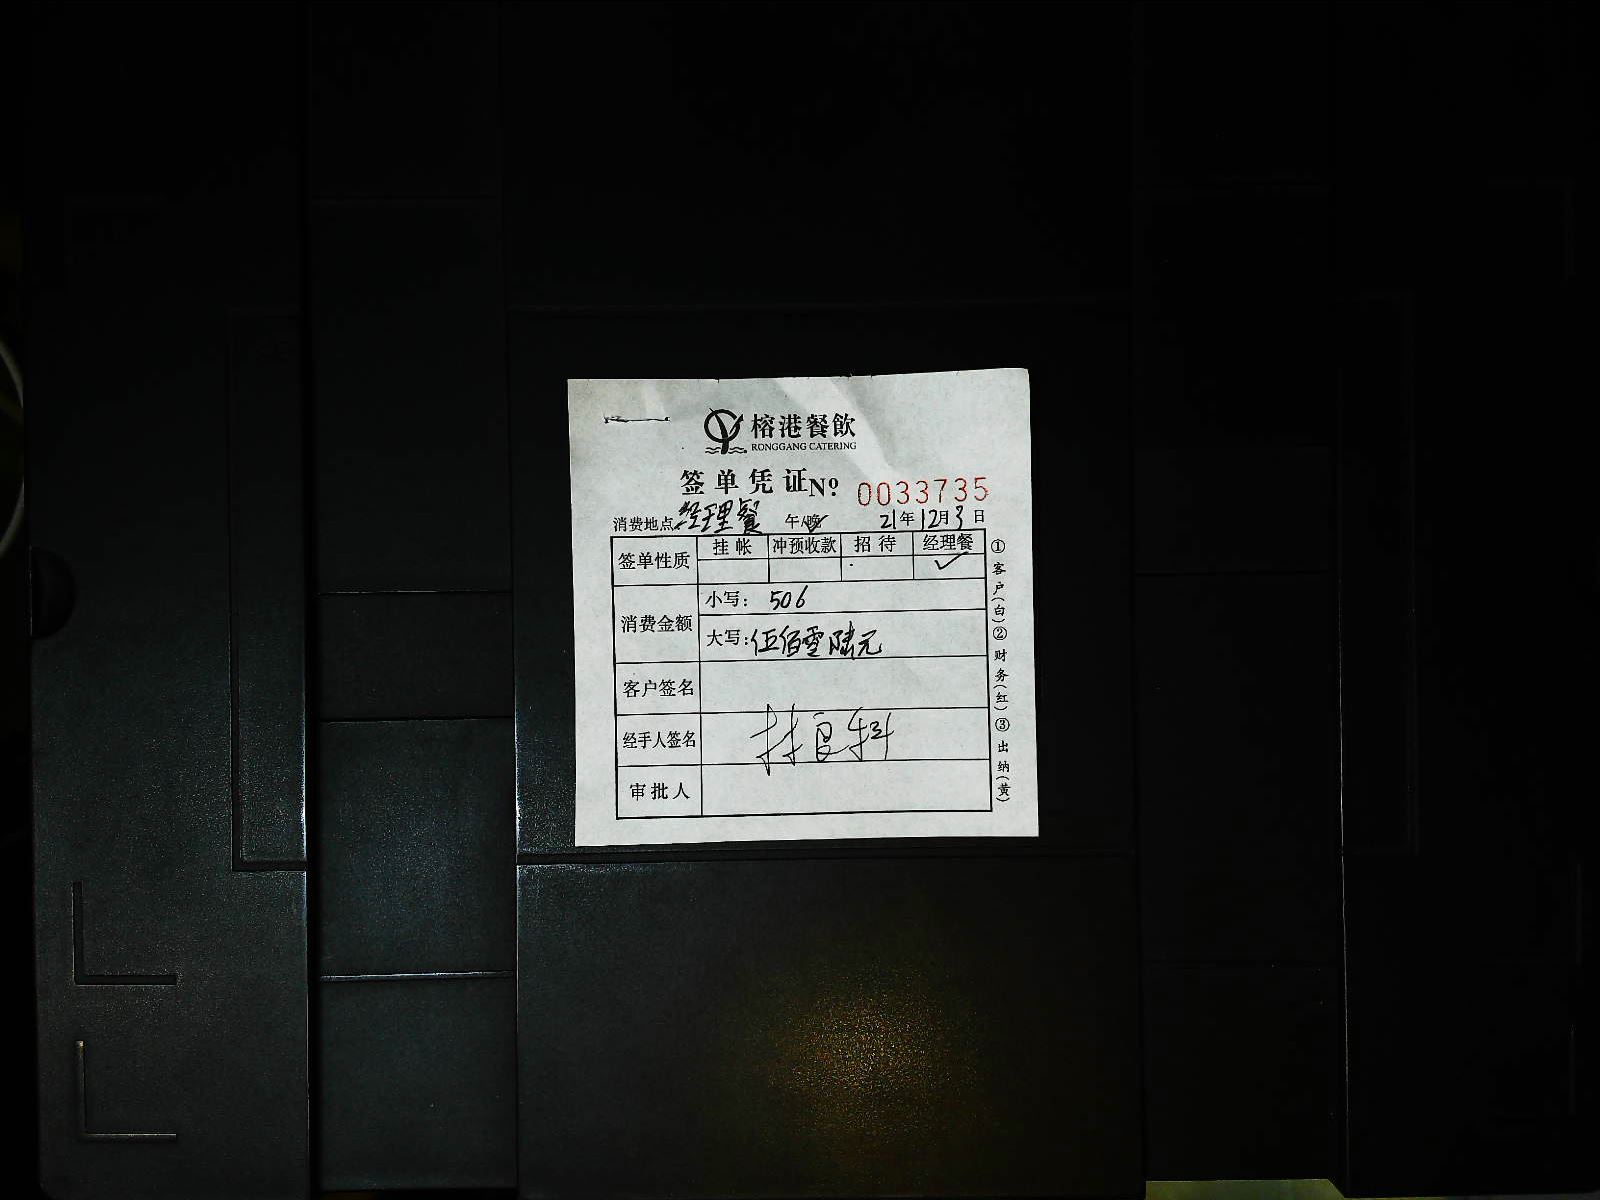 榕港餐飲
RONGGANG CATERING
签单凭证 Nº 0033735
消费地点 经理餐 午/晚 21年12月3日
签单性质 挂帐 冲预收款 招待 经理餐
✓
消费金额 小写: 506
大写: 伍佰零陆元
客户签名
经手人签名
审批人
①客户(白)②财务(红)③出纳(黄)